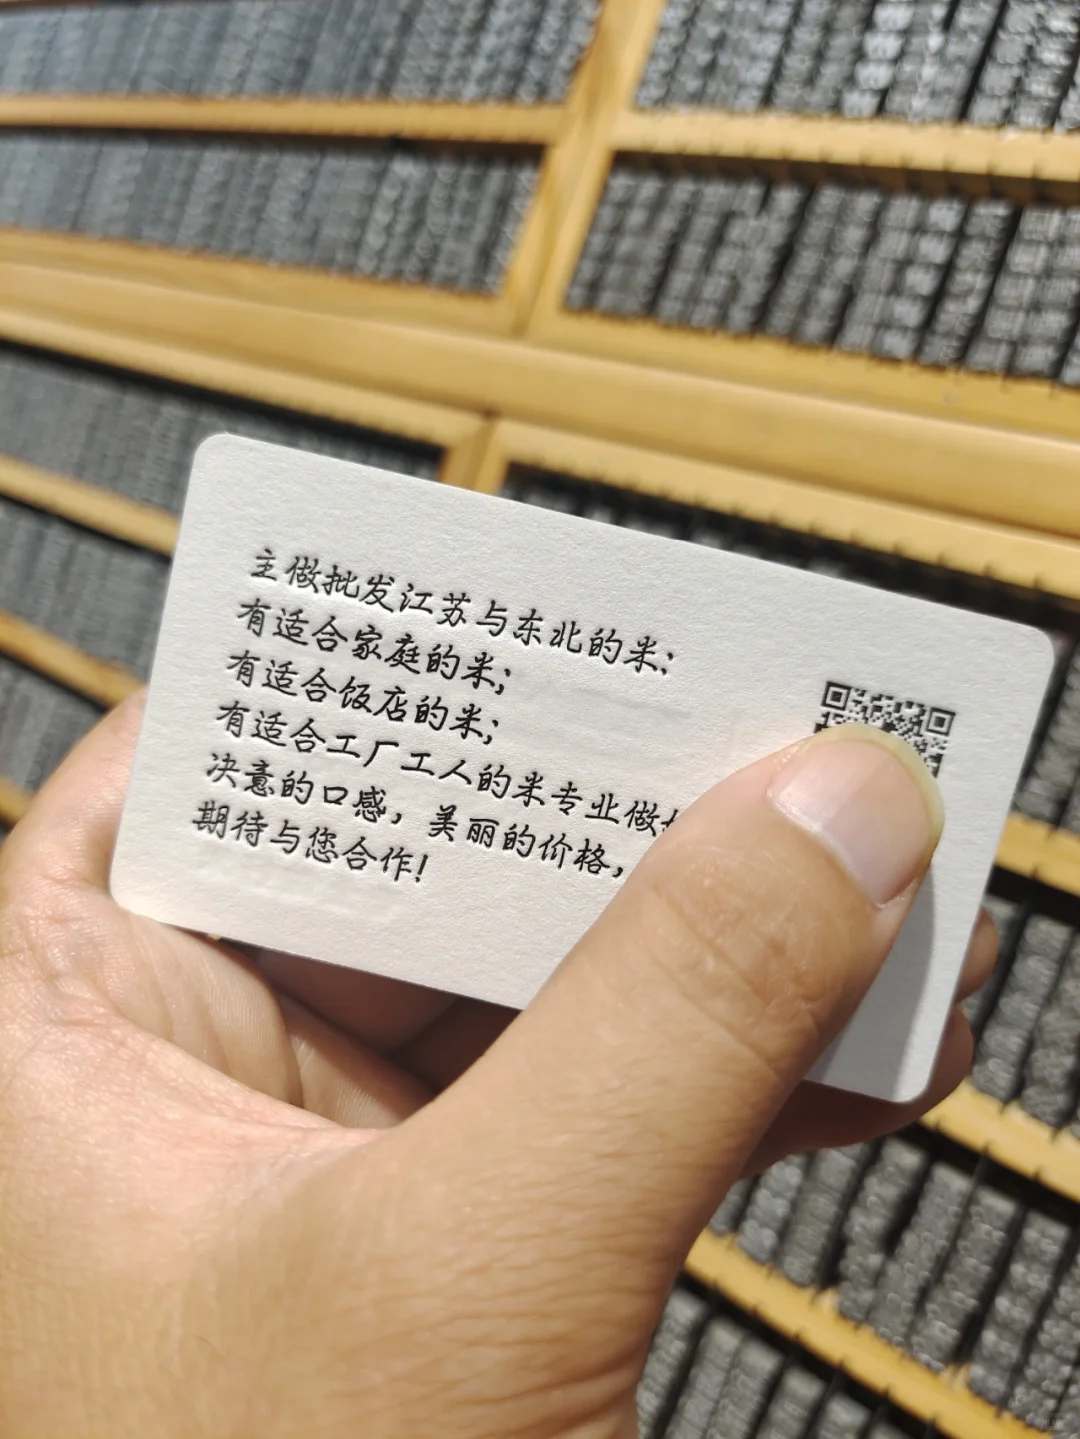 主做批发江苏与东北的米:
有适合家庭的米;
有适合饭店的米;
有适合工厂工人的米专业做
决意的口感，美丽的价格，
期待与您合作!